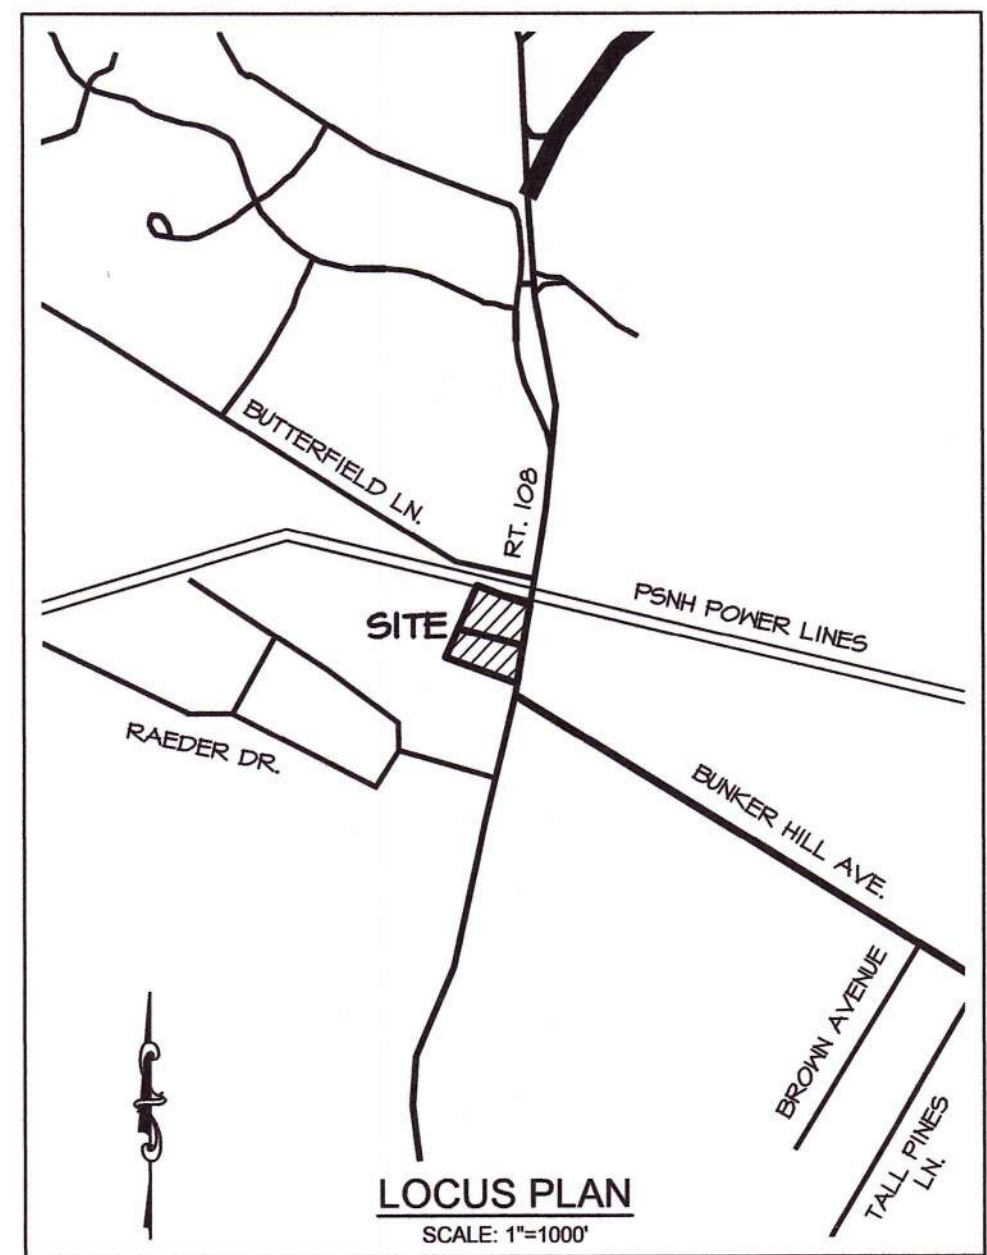 BUTTERFIELD LN.
RT. 108
PSNH POWER LINES
SITE
RAEDER DR.
BUNKER HILL AVE.
BROWN AVENUE
TALL PINES
LN.
LOCUS PLAN
SCALE: 1"=1000'